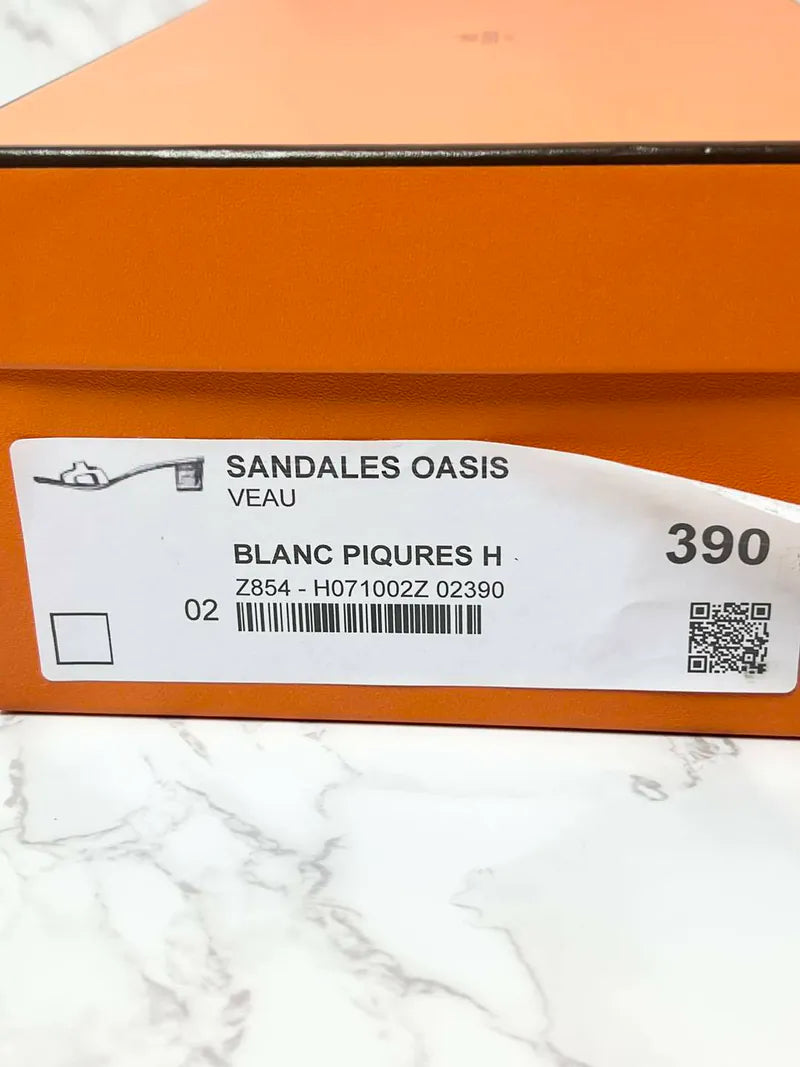 SANDALES OASIS
VEAU
BLANC PIQURES H
390
Z854 - H071002Z 02390
02